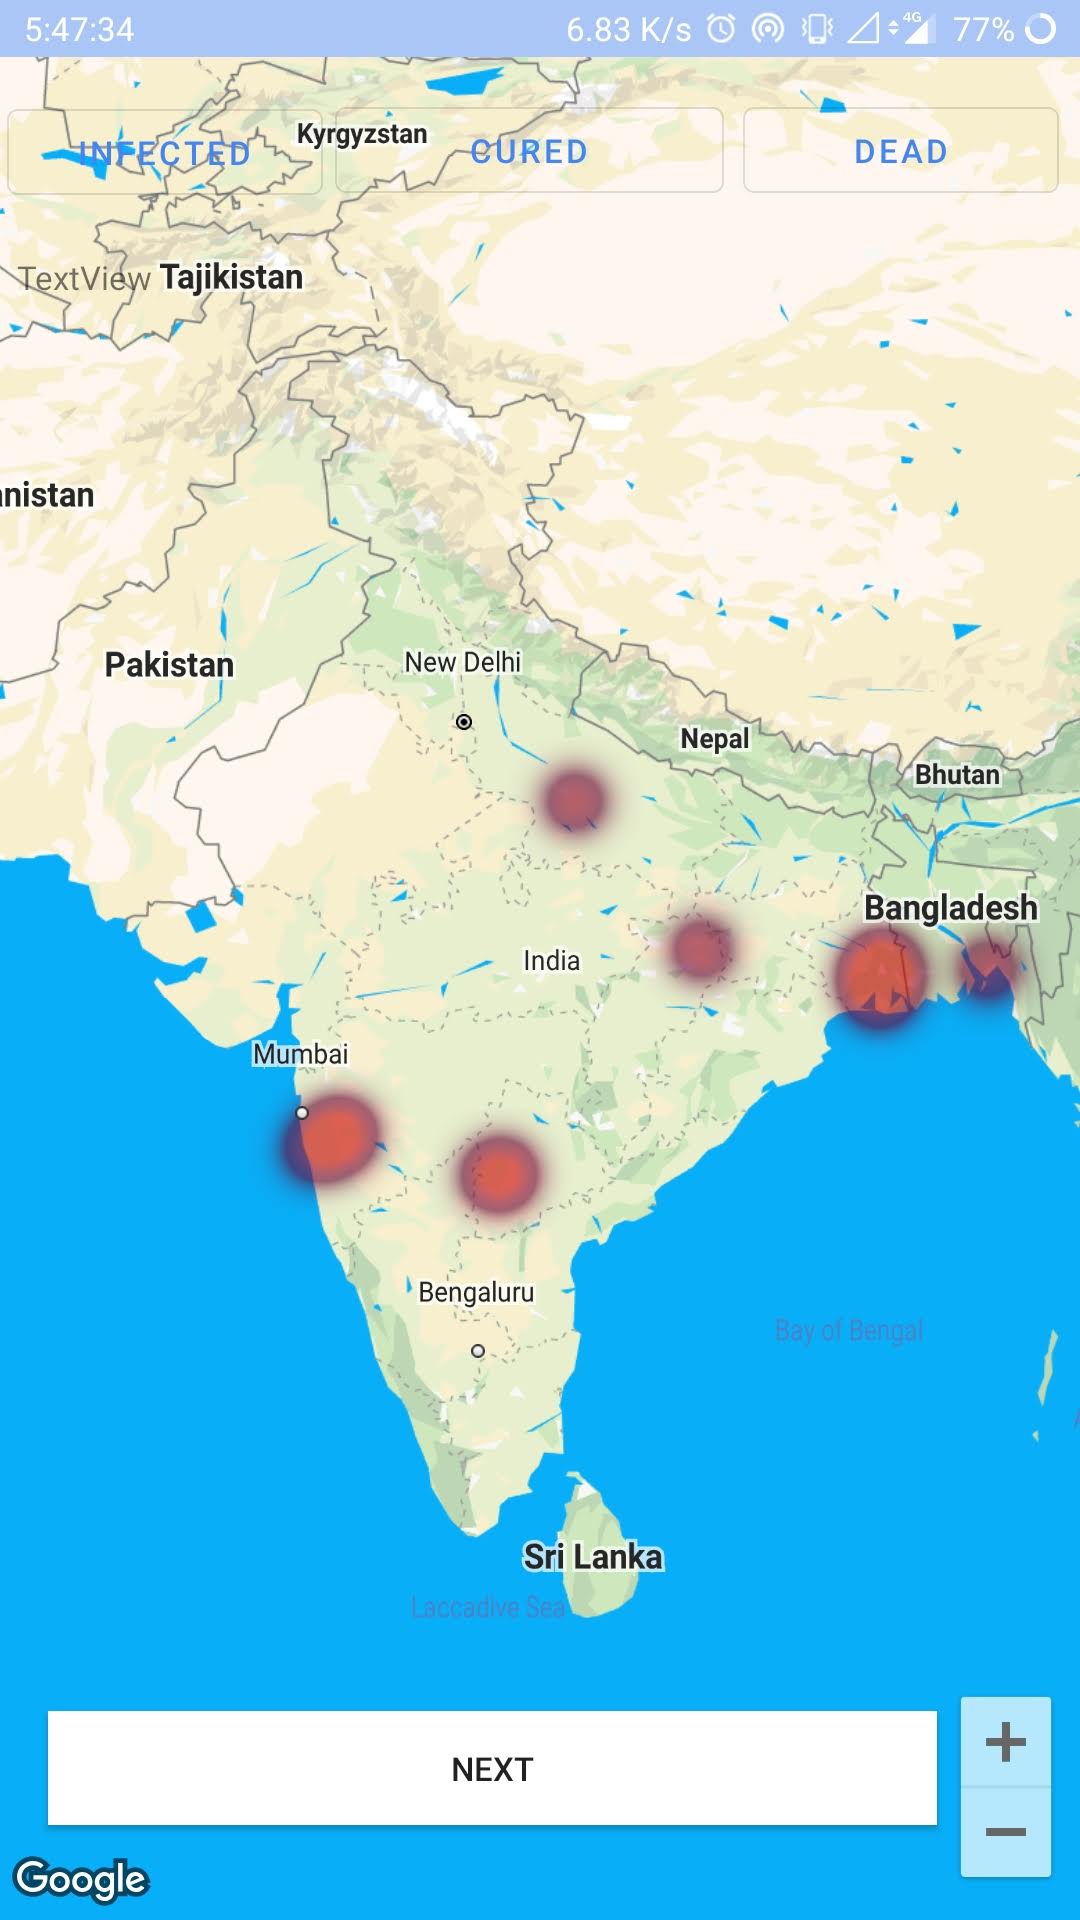 5:47:34 6.83 K/s 4G 77%
INFECTED CURED DEAD
Kyrgyzstan
TextView Tajikistan
anistan
Pakistan
New Delhi
Nepal
Bhutan
Bangladesh
India
Mumbai
Bengaluru
Bay of Bengal
Sri Lanka
Laccadive Sea
NEXT
+
−
Google